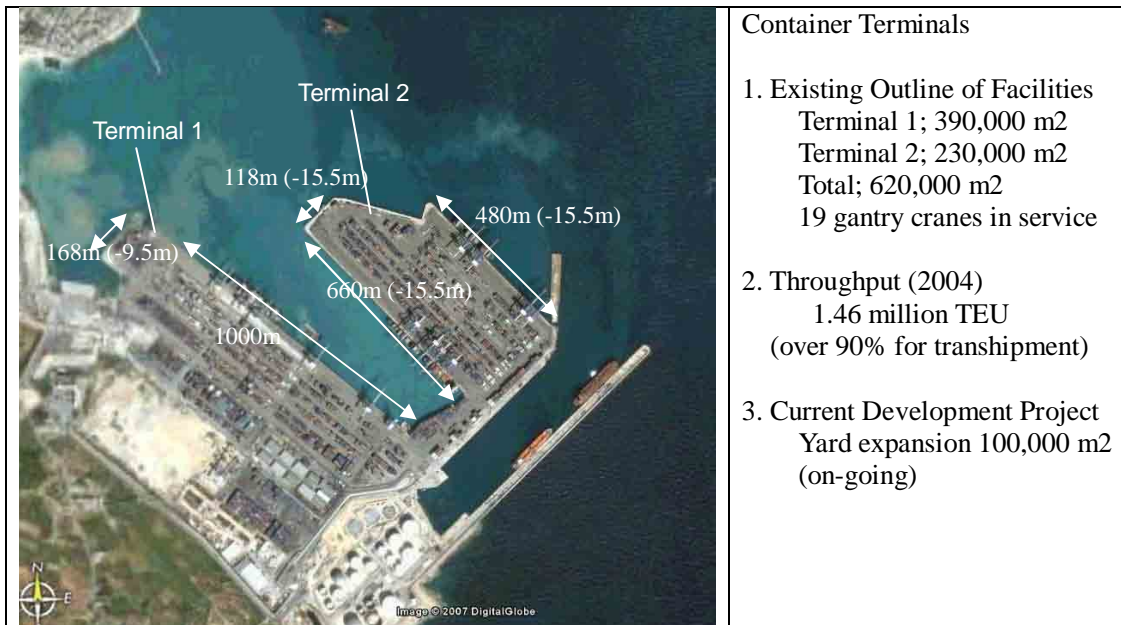 Terminal 2
Terminal 1
118m (-15.5m)
480m (-15.5m)
168m (-9.5m)
660m (-15.5m)
1000m
N
E
Image © 2007 DigitalGlobe
Container Terminals
1. Existing Outline of Facilities
Terminal 1; 390,000 m2
Terminal 2; 230,000 m2
Total; 620,000 m2
19 gantry cranes in service
2. Throughput (2004)
1.46 million TEU
(over 90% for transhipment)
3. Current Development Project
Yard expansion 100,000 m2
(on-going)